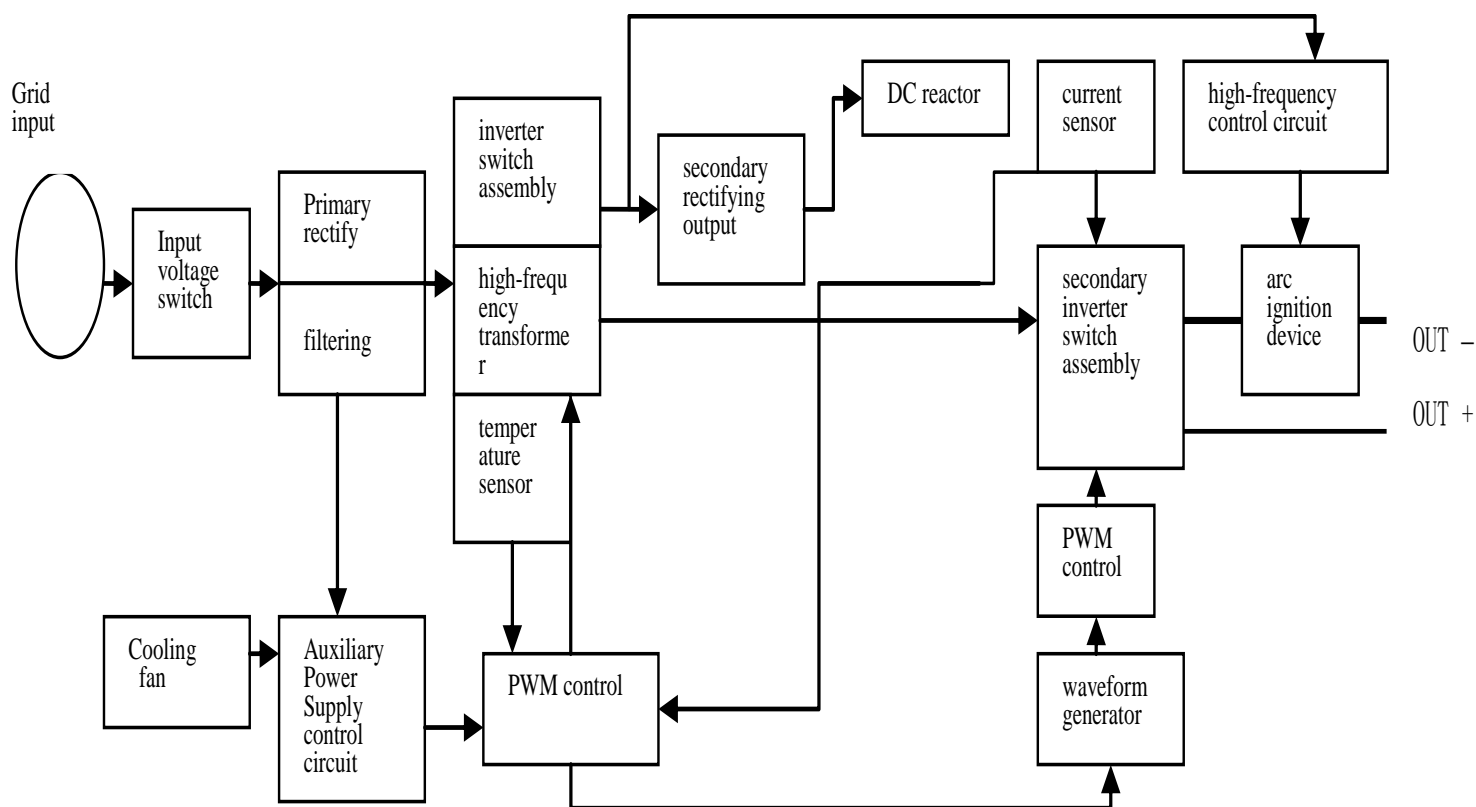 Grid
input
Input
voltage
switch
Primary
rectify
filtering
inverter
switch
assembly
high-frequ
ency
transforme
r
temper
ature
sensor
secondary
rectifying
output
DC reactor
current
sensor
high-frequency
control circuit
secondary
inverter
switch
assembly
arc
ignition
device
OUT –
OUT +
PWM
control
waveform
generator
Cooling
fan
Auxiliary
Power
Supply
control
circuit
PWM control